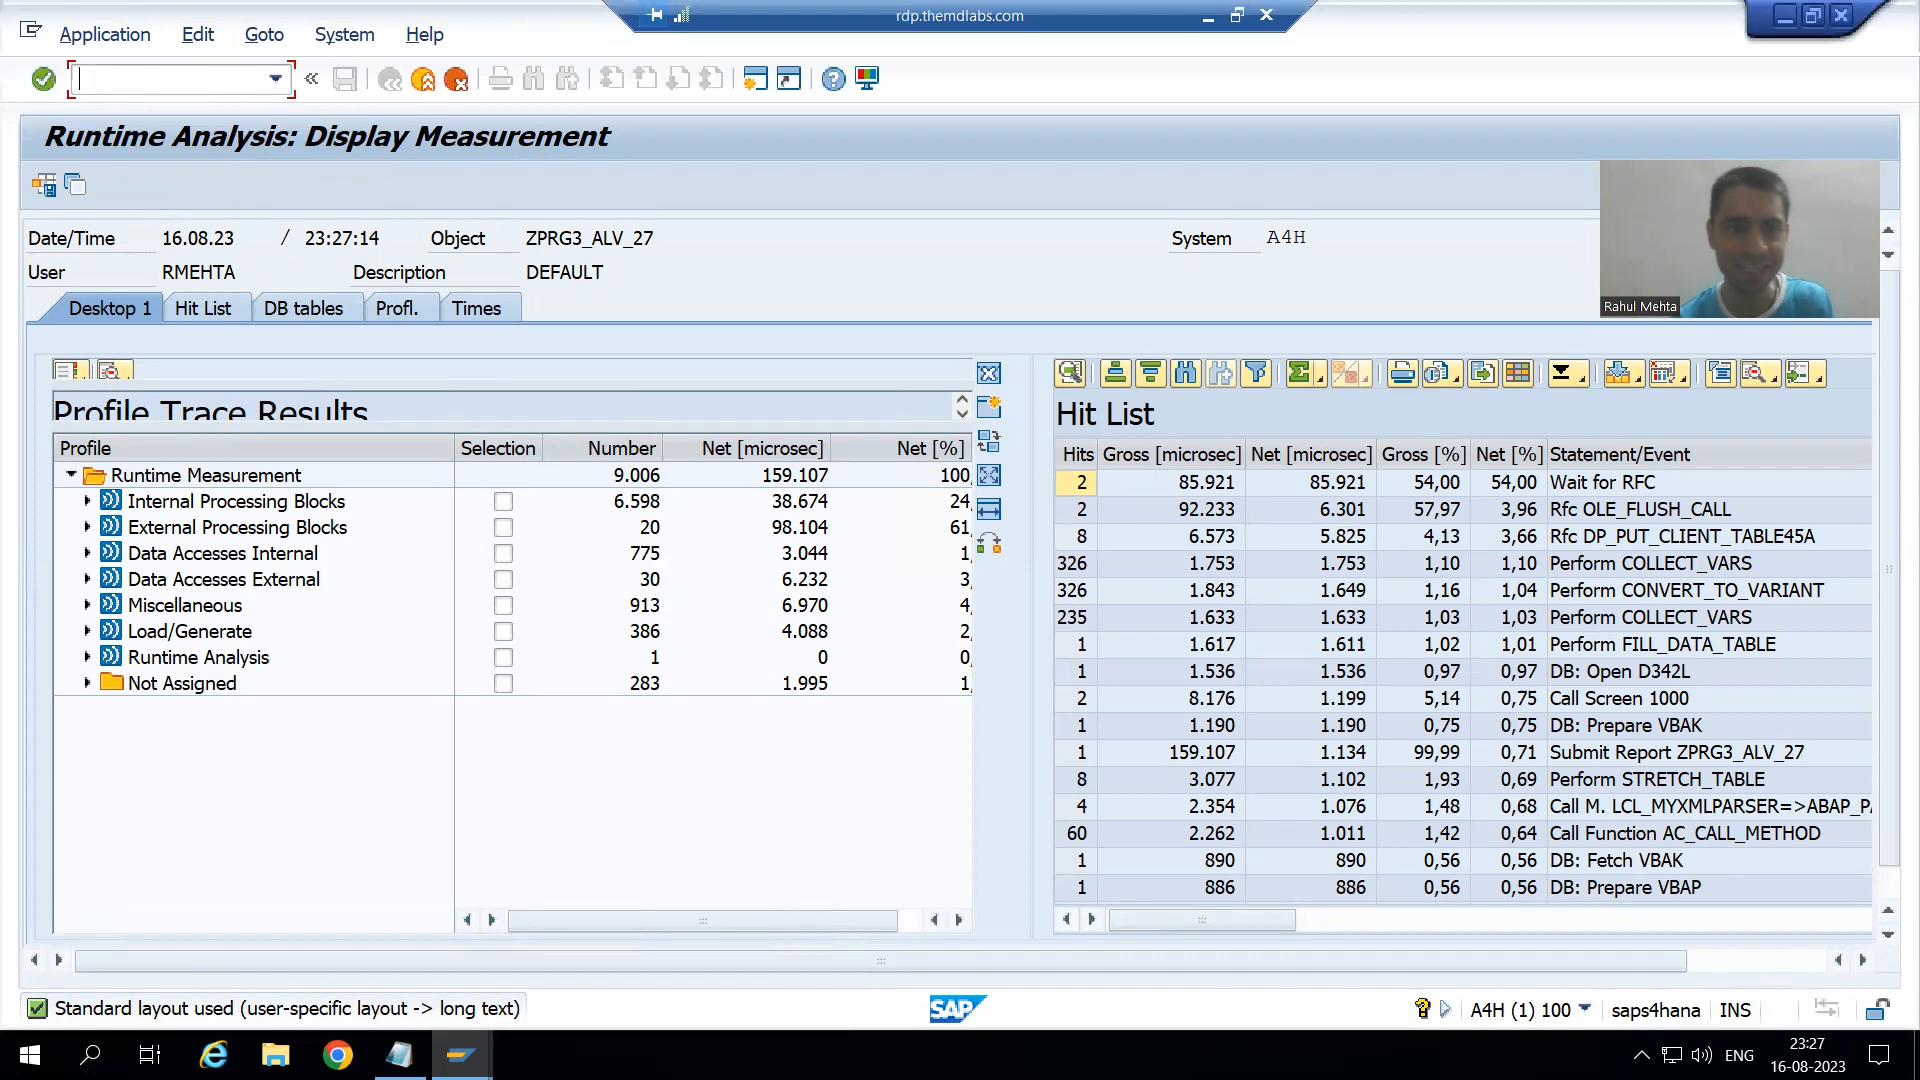 rdp.themdlabs.com
Application Edit Goto System Help
Runtime Analysis: Display Measurement
Date/Time 16.08.23 / 23:27:14 Object ZPRG3_ALV_27 System A4H
User RMEHTA Description DEFAULT
Rahul Mehta
Desktop 1 Hit List DB tables Profl. Times
Profile Trace Results
Profile Selection Number Net [microsec] Net [%]
Runtime Measurement 9.006 159.107 100,
Internal Processing Blocks 6.598 38.674 24,
External Processing Blocks 20 98.104 61,
Data Accesses Internal 775 3.044 1,
Data Accesses External 30 6.232 3,
Miscellaneous 913 6.970 4,
Load/Generate 386 4.088 2,
Runtime Analysis 1 0 0,
Not Assigned 283 1.995 1,
Hit List
Hits Gross [microsec] Net [microsec] Gross [%] Net [%] Statement/Event
2 85.921 85.921 54,00 54,00 Wait for RFC
2 92.233 6.301 57,97 3,96 Rfc OLE_FLUSH_CALL
8 6.573 5.825 4,13 3,66 Rfc DP_PUT_CLIENT_TABLE45A
326 1.753 1.753 1,10 1,10 Perform COLLECT_VARS
326 1.843 1.649 1,16 1,04 Perform CONVERT_TO_VARIANT
235 1.633 1.633 1,03 1,03 Perform COLLECT_VARS
1 1.617 1.611 1,02 1,01 Perform FILL_DATA_TABLE
1 1.536 1.536 0,97 0,97 DB: Open D342L
2 8.176 1.199 5,14 0,75 Call Screen 1000
1 1.190 1.190 0,75 0,75 DB: Prepare VBAK
1 159.107 1.134 99,99 0,71 Submit Report ZPRG3_ALV_27
8 3.077 1.102 1,93 0,69 Perform STRETCH_TABLE
4 2.354 1.076 1,48 0,68 Call M. LCL_MYXMLPARSER=>ABAP_PA
60 2.262 1.011 1,42 0,64 Call Function AC_CALL_METHOD
1 890 890 0,56 0,56 DB: Fetch VBAK
1 886 886 0,56 0,56 DB: Prepare VBAP
Standard layout used (user-specific layout -> long text)
SAP
A4H (1) 100 saps4hana INS
ENG
23:27
16-08-2023